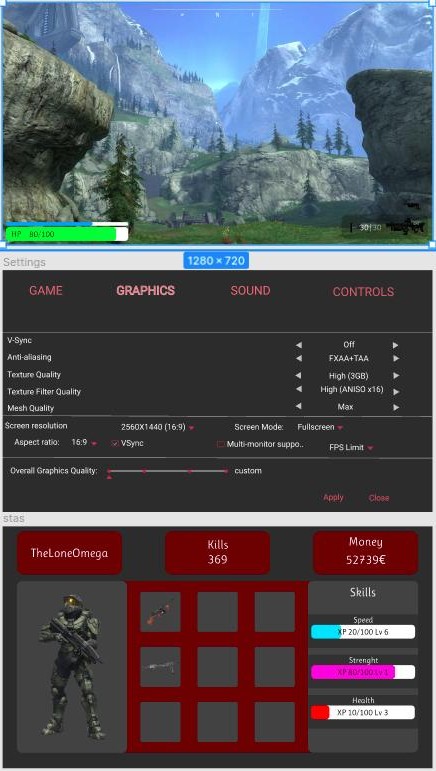 N
HP 80/100
30|30
Settings
1280 × 720
GAME GRAPHICS SOUND CONTROLS
V-Sync Off
Anti-aliasing FXAA+TAA
Texture Quality High (3GB)
Texture Filter Quality High (ANISO x16)
Mesh Quality Max
Screen resolution 2560X1440 (16:9) Screen Mode: Fullscreen
Aspect ratio: 16:9 VSync Multi-monitor suppo.. FPS Limit
Overall Graphics Quality: custom
Apply Close
stas
TheLoneOmega
Kills
369
Money
52739€
Skills
Speed
XP 20/100 Lv 6
Strenght
XP 80/100 Lv 1
Health
XP 10/100 Lv 3